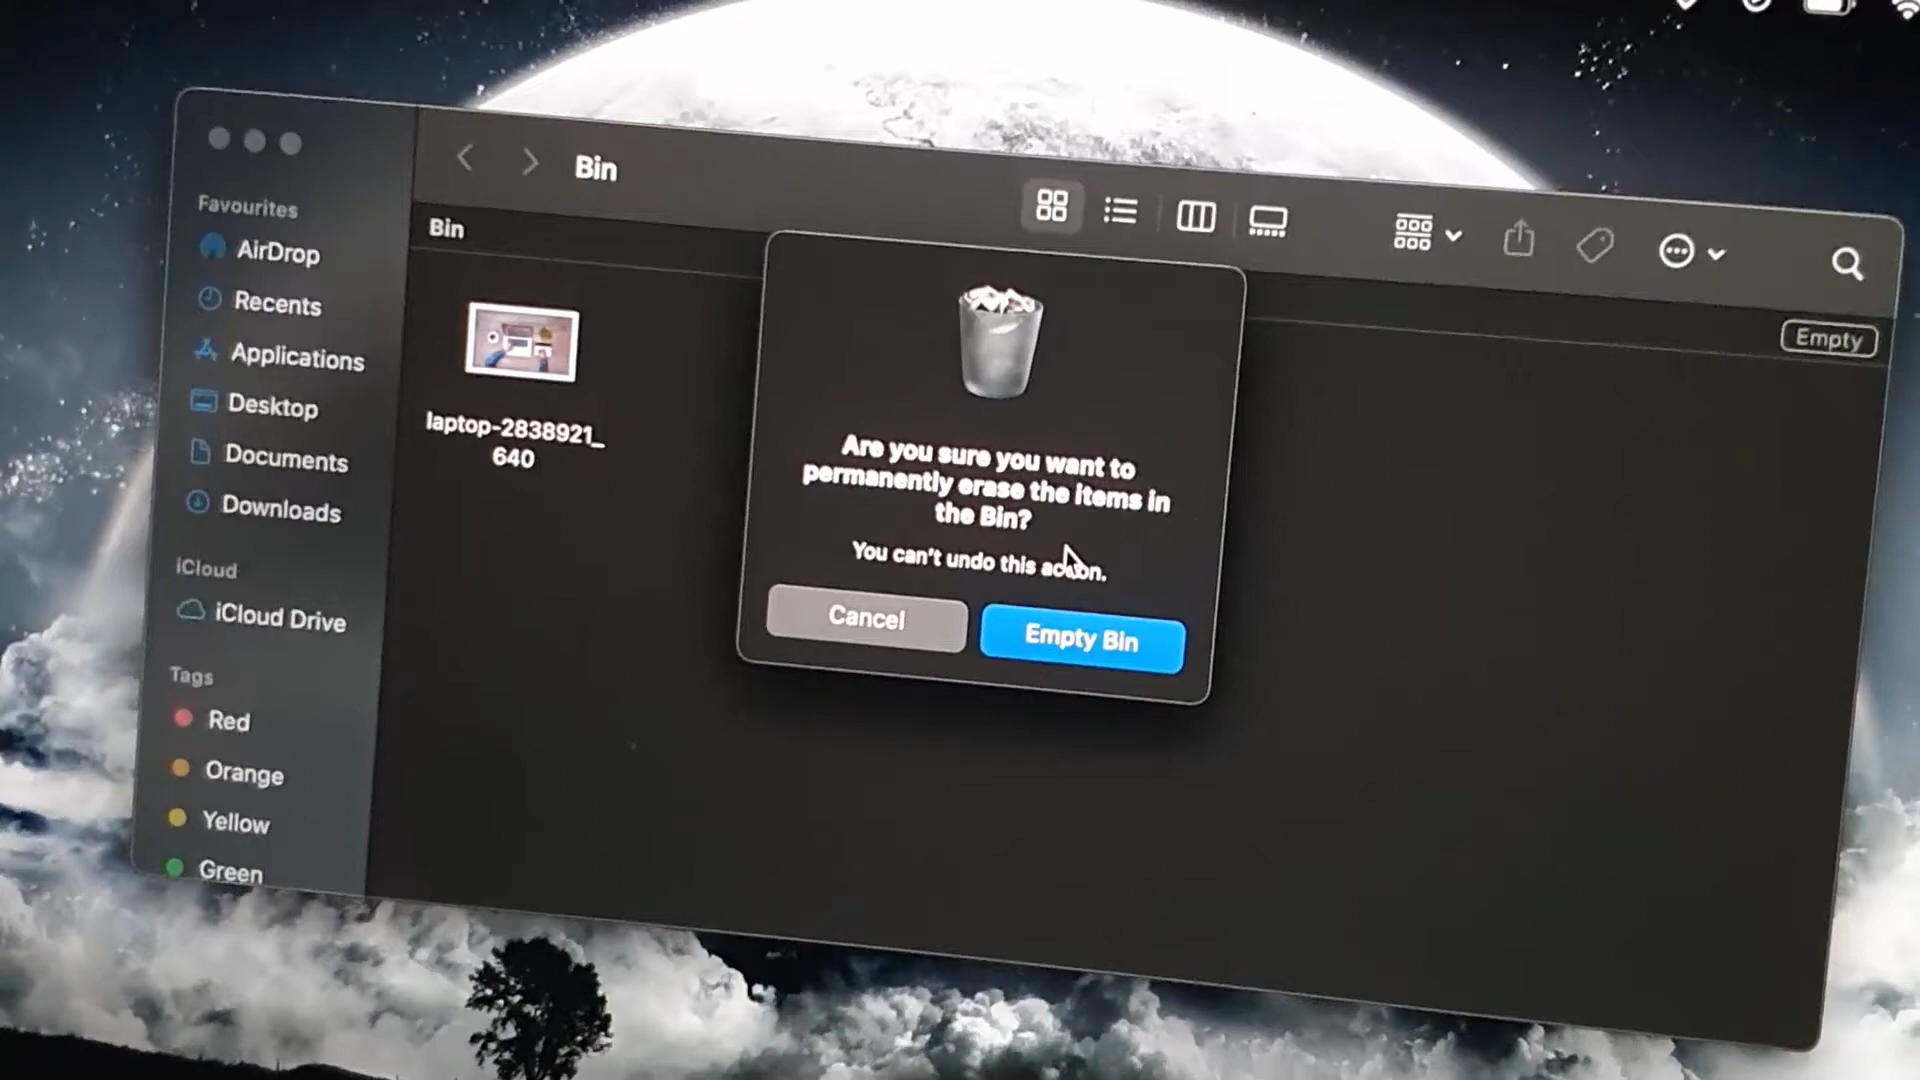 Bin
Favourites
AirDrop
Recents
Applications
Desktop
Documents
Downloads
iCloud
iCloud Drive
Tags
Red
Orange
Yellow
Green
Bin
Empty
laptop-2838921_
640
Are you sure you want to
permanently erase the items in
the Bin?
You can't undo this action.
Cancel
Empty Bin